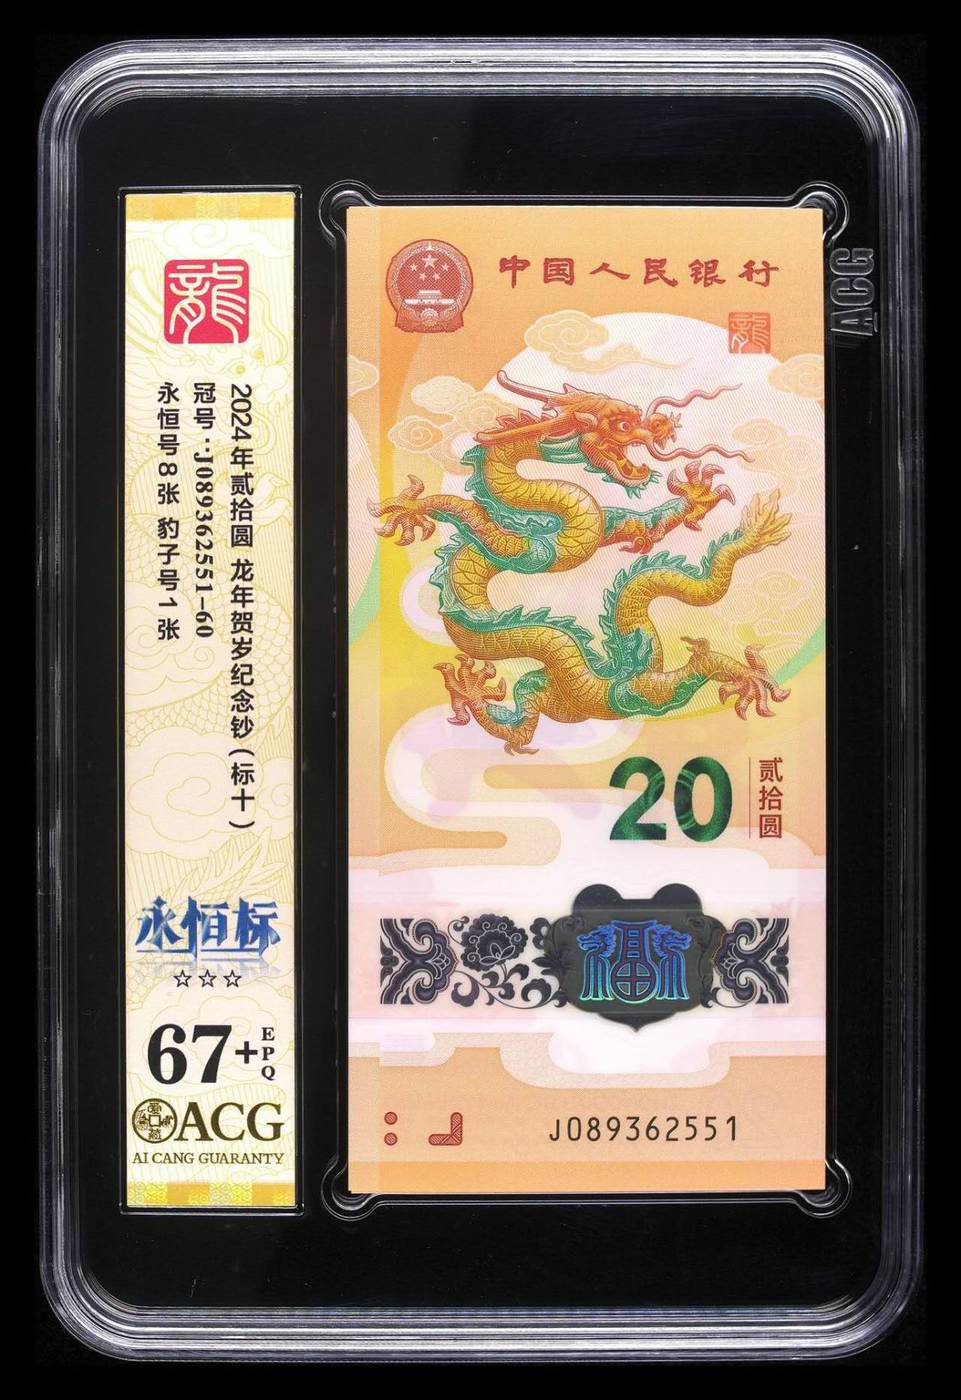 龍
2024年贰拾圆 龙年贺岁纪念钞(标十)
冠号:J089362551-60
永恒号8张 豹子号1张
永恒标
☆☆☆
67+
EPQ
ACG
AI CANG GUARANTY
中国人民银行
龍
20
贰拾圆
福
J089362551
ACG